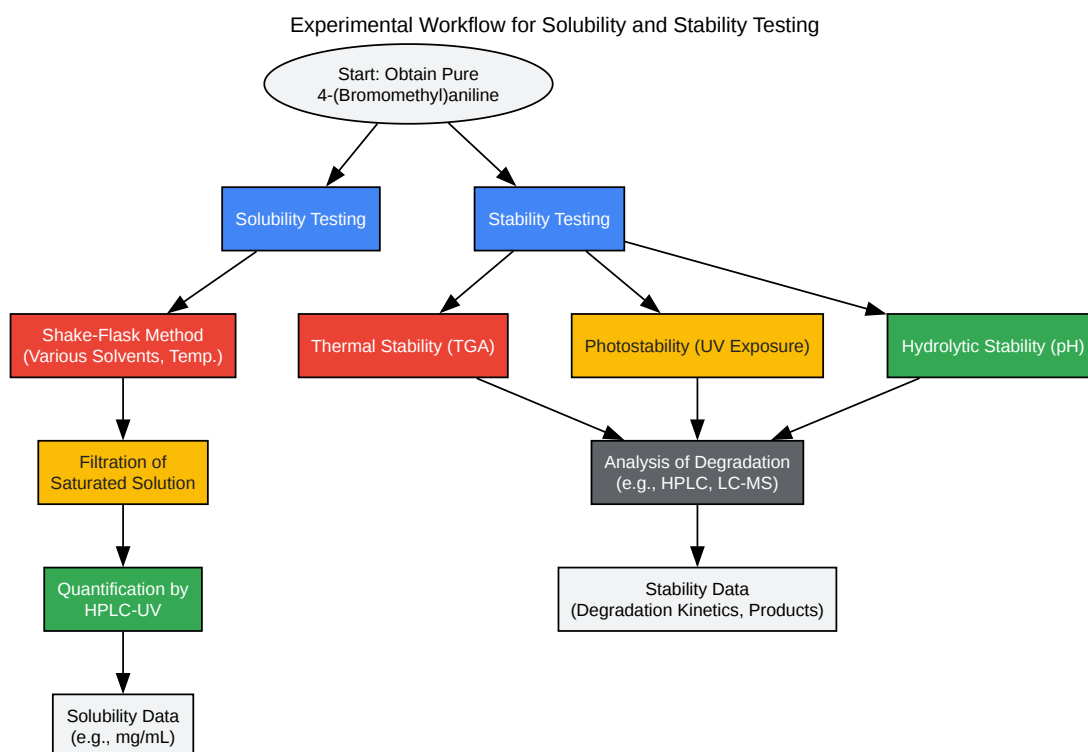 Experimental Workflow for Solubility and Stability Testing
Start: Obtain Pure
4-(Bromomethyl)aniline
Solubility Testing
Stability Testing
Shake-Flask Method
(Various Solvents, Temp.)
Thermal Stability (TGA)
Photostability (UV Exposure)
Hydrolytic Stability (pH)
Filtration of
Saturated Solution
Analysis of Degradation
(e.g., HPLC, LC-MS)
Quantification by
HPLC-UV
Stability Data
(Degradation Kinetics, Products)
Solubility Data
(e.g., mg/mL)